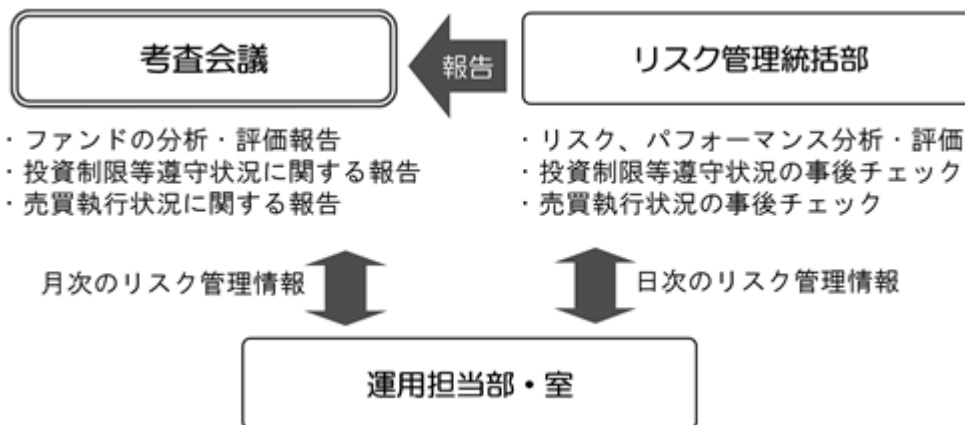 考査会議
報告
リスク管理統括部
・ファンドの分析・評価報告
・投資制限等遵守状況に関する報告
・売買執行状況に関する報告
・リスク、パフォーマンス分析・評価
・投資制限等遵守状況の事後チェック
・売買執行状況の事後チェック
月次のリスク管理情報
日次のリスク管理情報
運用担当部・室